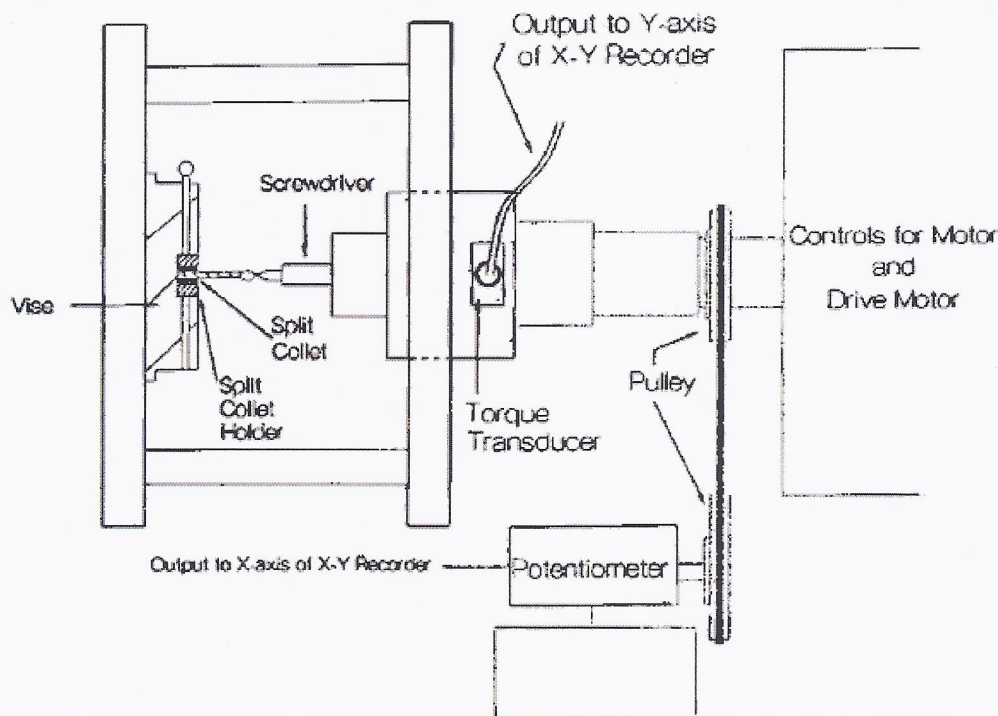 Output to Y-axis
of X-Y Recorder
Screwdriver
Controls for Motor
and
Drive Motor
Vise
Split
Collet
Split
Collet
Holder
Pulley
Torque
Transducer
Output to X-axis of X-Y Recorder
Potentiometer